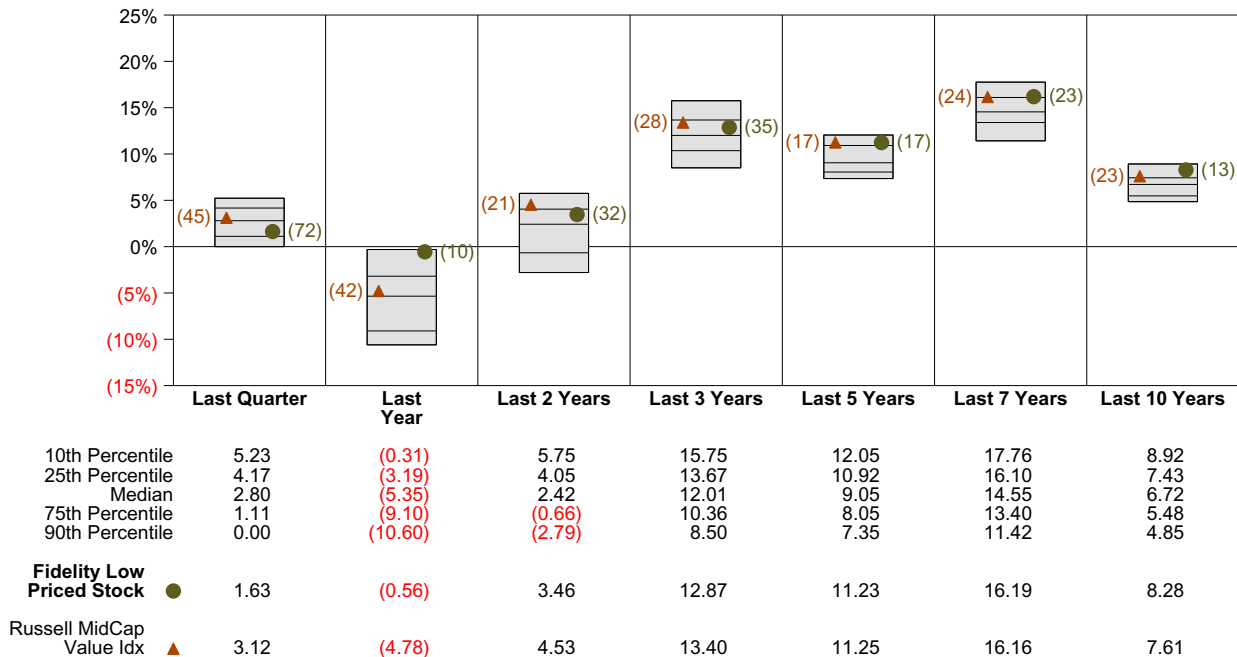 25%
20%
15%
10%
5%
0%
(5%)
(10%)
(15%)
(45) (72)
(42) (10)
(21) (32)
(28) (35)
(17) (17)
(24) (23)
(23) (13)
Last Quarter Last Year Last 2 Years Last 3 Years Last 5 Years Last 7 Years Last 10 Years
10th Percentile 5.23 (0.31) 5.75 15.75 12.05 17.76 8.92
25th Percentile 4.17 (3.19) 4.05 13.67 10.92 16.10 7.43
Median 2.80 (5.35) 2.42 12.01 9.05 14.55 6.72
75th Percentile 1.11 (9.10) (0.66) 10.36 8.05 13.40 5.48
90th Percentile 0.00 (10.60) (2.79) 8.50 7.35 11.42 4.85
Fidelity Low
Priced Stock 1.63 (0.56) 3.46 12.87 11.23 16.19 8.28
Russell MidCap
Value Idx 3.12 (4.78) 4.53 13.40 11.25 16.16 7.61